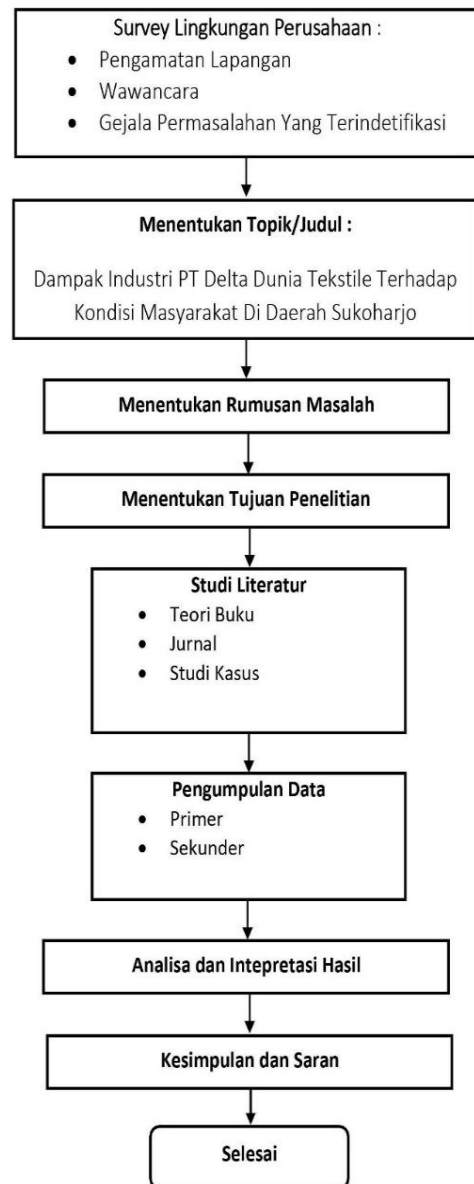 Survey Lingkungan Perusahaan :
• Pengamatan Lapangan
• Wawancara
• Gejala Permasalahan Yang Terindetifikasi
Menentukan Topik/Judul :
Dampak Industri PT Delta Dunia Tekstile Terhadap
Kondisi Masyarakat Di Daerah Sukoharjo
Menentukan Rumusan Masalah
Menentukan Tujuan Penelitian
Studi Literatur
• Teori Buku
• Jurnal
• Studi Kasus
Pengumpulan Data
• Primer
• Sekunder
Analisa dan Intepretasi Hasil
Kesimpulan dan Saran
Selesai